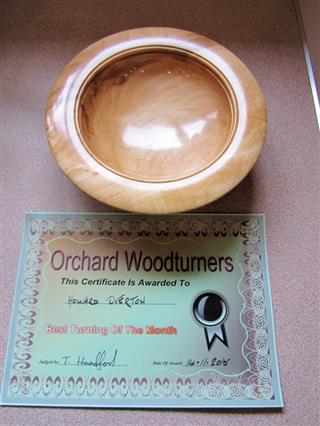 Orchard Woodturners
This Certificate Is Awarded To
HOWARD OVERTON
Best Turning Of The Month
Judged by: T. Handford Date Of Award: